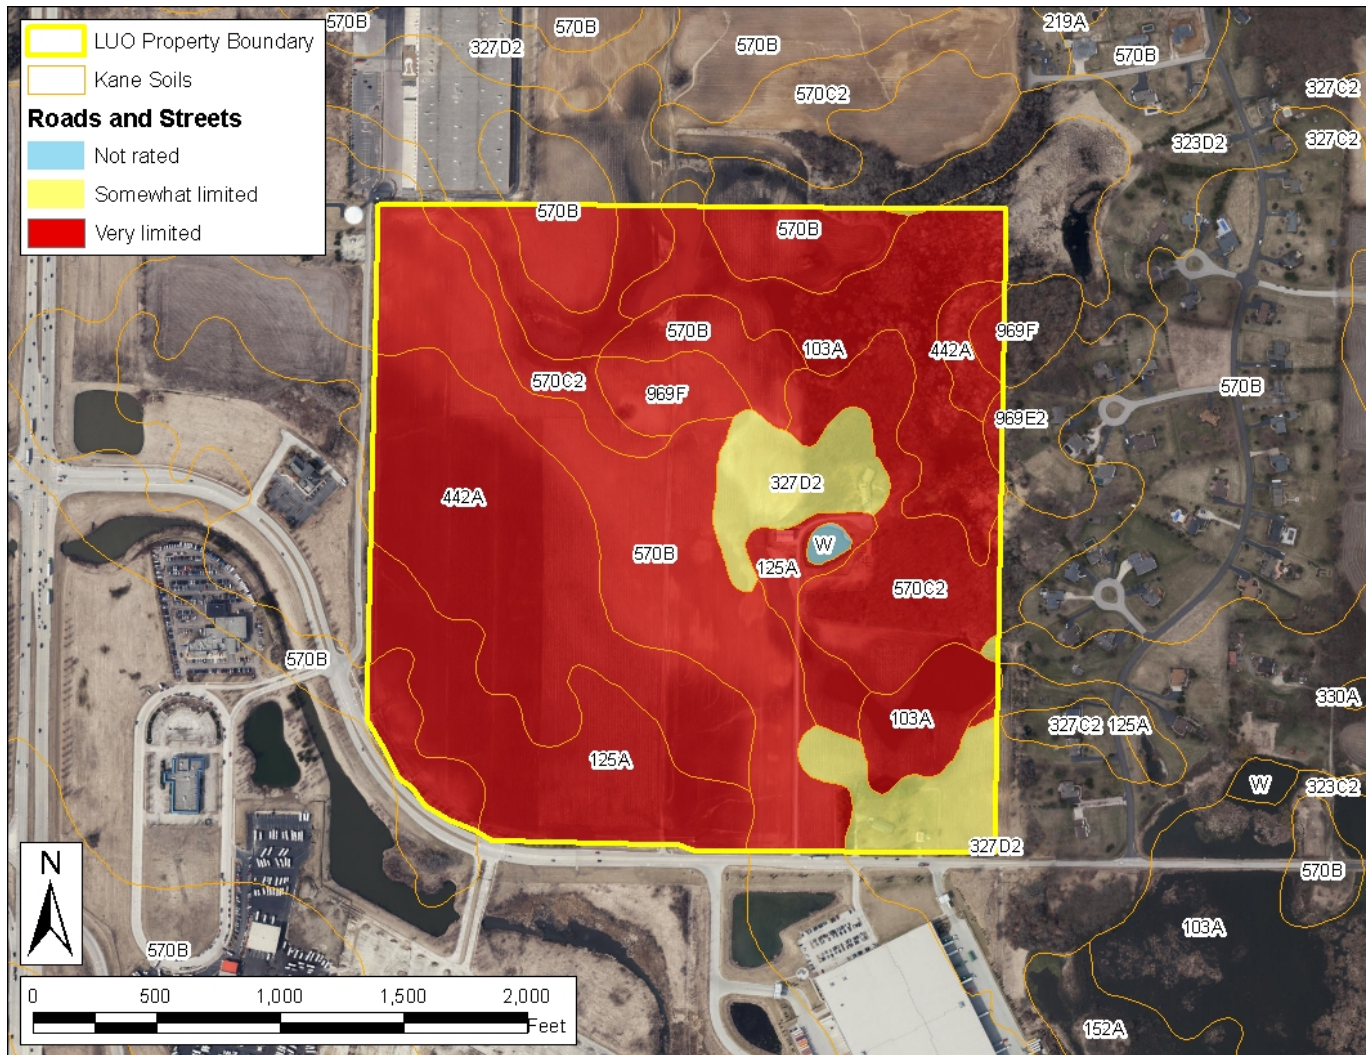 LUO Property Boundary
Kane Soils
Roads and Streets
Not rated
Somewhat limited
Very limited
570B
327D2
570B
570B
219A
570B
570C2
327C2
323D2
327C2
570B
570B
570B
103A
442A
969F
570C2
969F
570B
969E2
442A
327D2
570B
W
125A
570C2
570B
103A
327C2
125A
330A
125A
W
323C2
327D2
570B
103A
570B
152A
N
0
500
1,000
1,500
2,000
Feet